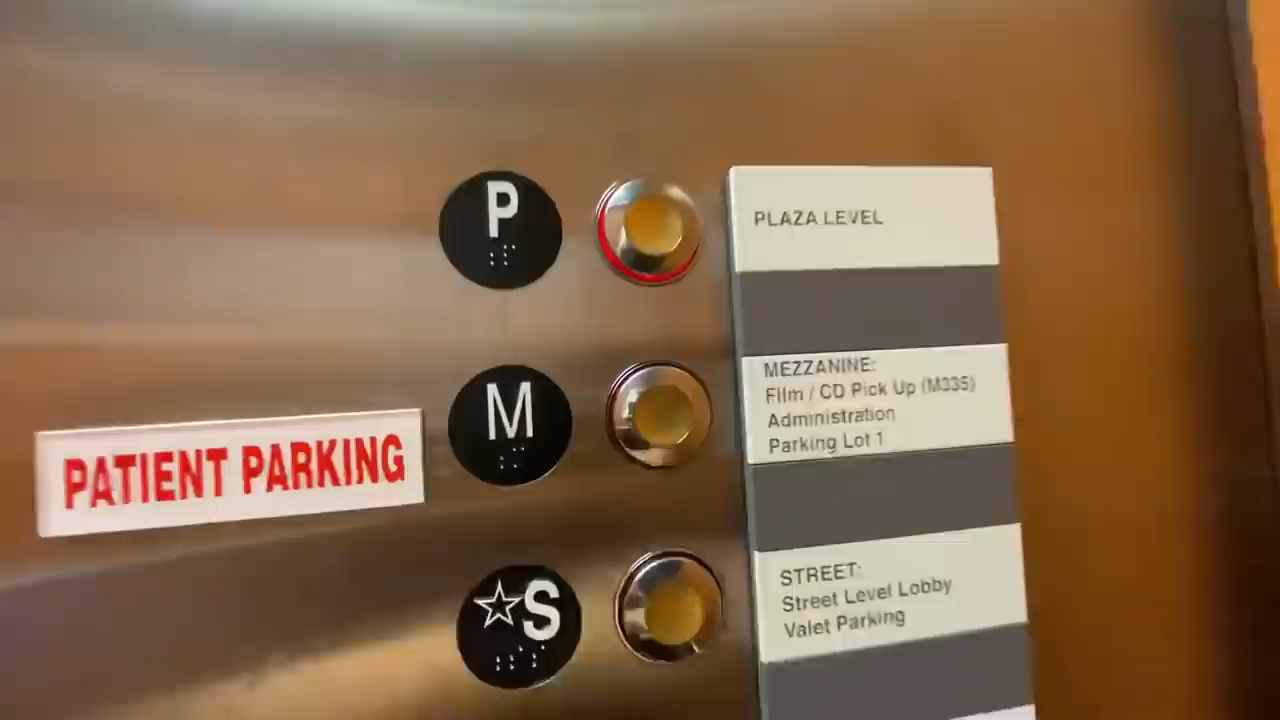 P
PLAZA LEVEL
PATIENT PARKING
M
MEZZANINE:
Film / CD Pick Up (M335)
Administration
Parking Lot 1
☆S
STREET:
Street Level Lobby
Valet Parking